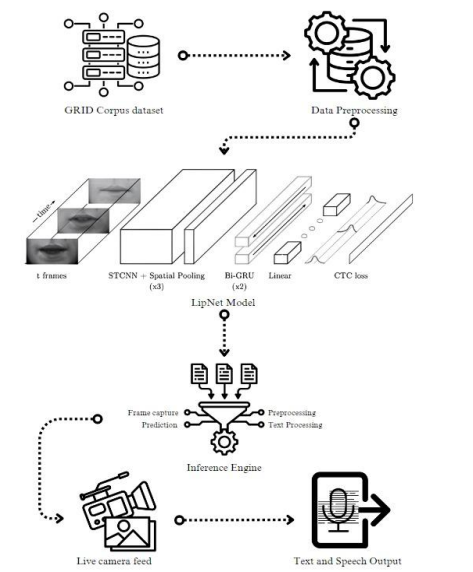 GRID Corpus dataset
Data Preprocessing
time
t frames
STCNN + Spatial Pooling
(x3)
Bi-GRU
(x2)
Linear
CTC loss
LipNet Model
Frame capture
Preprocessing
Prediction
Text Processing
Inference Engine
Live camera feed
Text and Speech Output